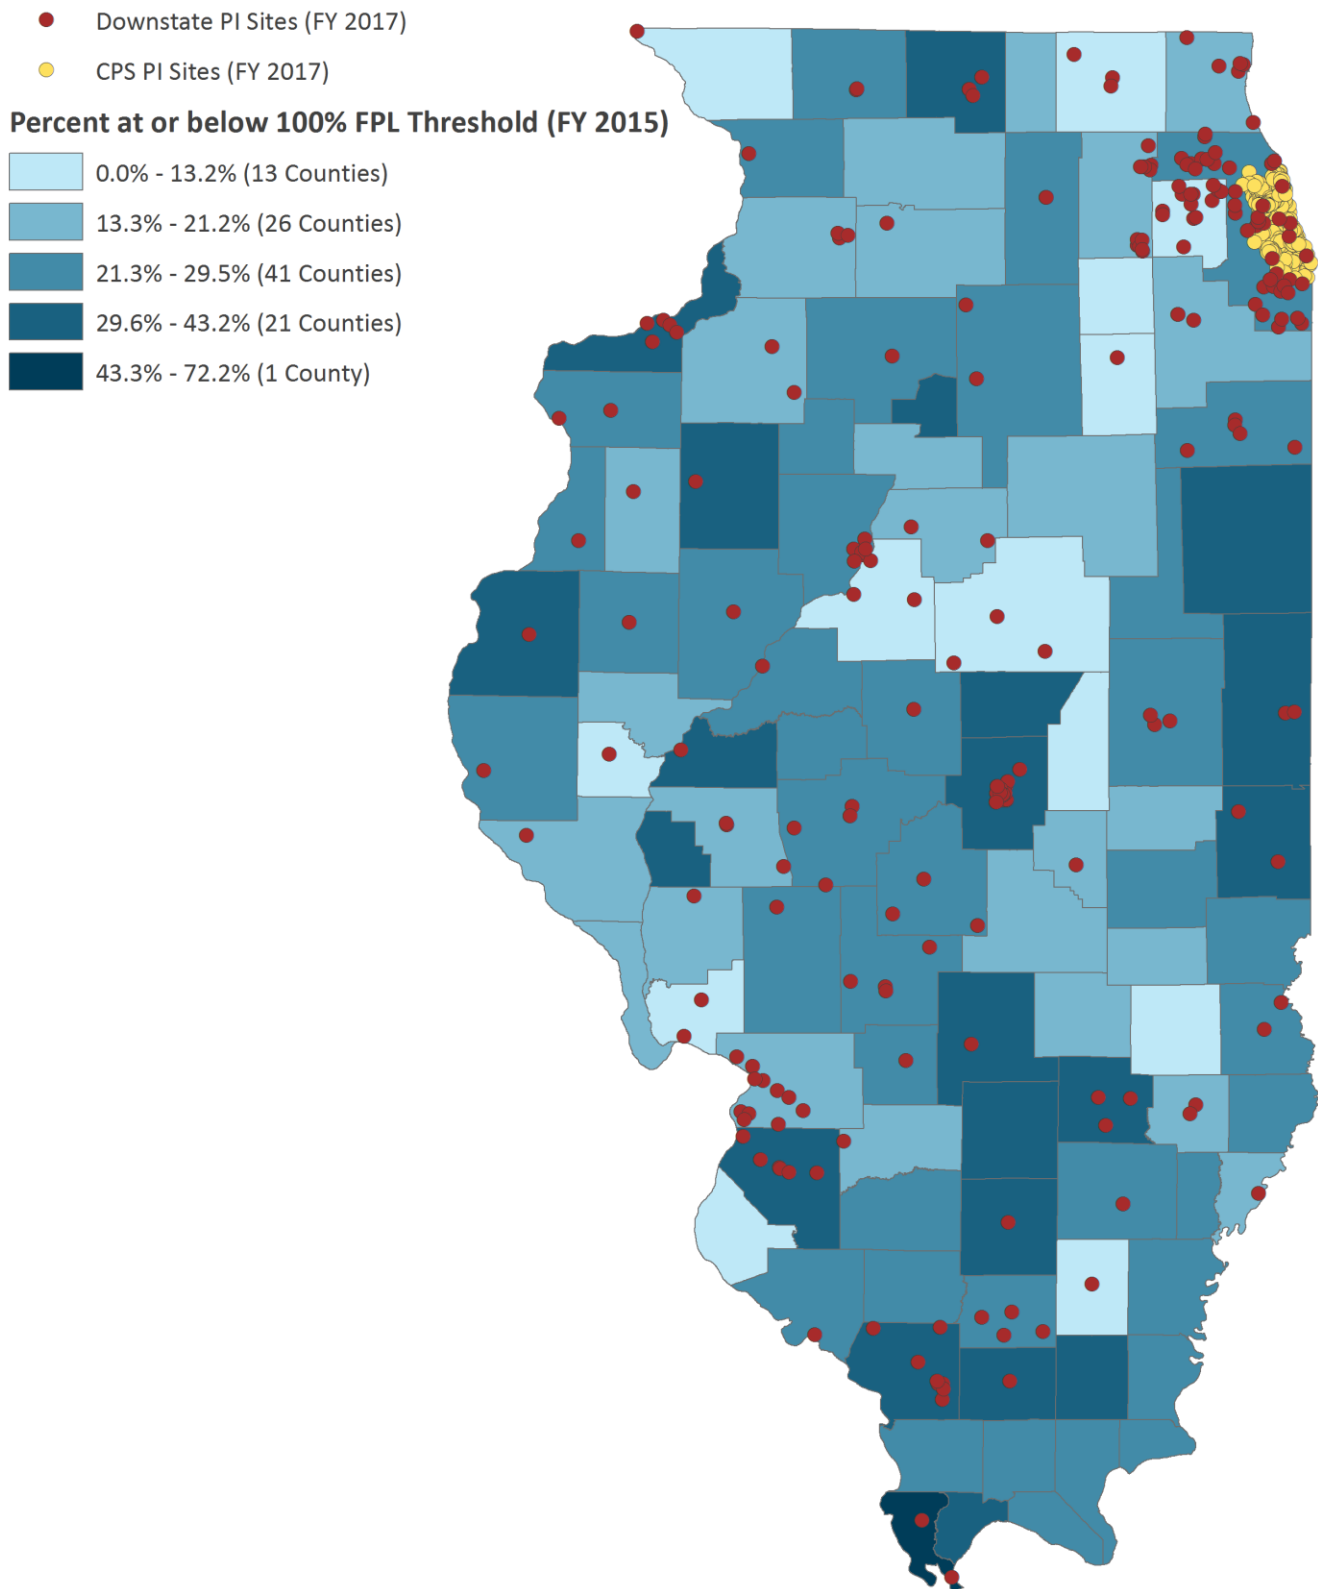 Downstate PI Sites (FY 2017)
CPS PI Sites (FY 2017)
Percent at or below 100% FPL Threshold (FY 2015)
0.0% - 13.2% (13 Counties)
13.3% - 21.2% (26 Counties)
21.3% - 29.5% (41 Counties)
29.6% - 43.2% (21 Counties)
43.3% - 72.2% (1 County)